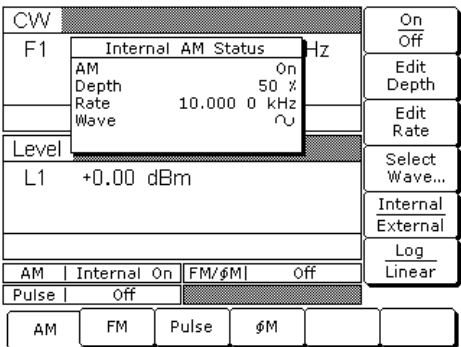 CW
F1
Hz
Internal AM Status
AM On
Depth 50 %
Rate 10.000 0 kHz
Wave
Level
L1 +0.00 dBm
AM | Internal On
FM/ϕM| Off
Pulse | Off
On
Off
Edit
Depth
Edit
Rate
Select
Wave...
Internal
External
Log
Linear
AM
FM
Pulse
ϕM